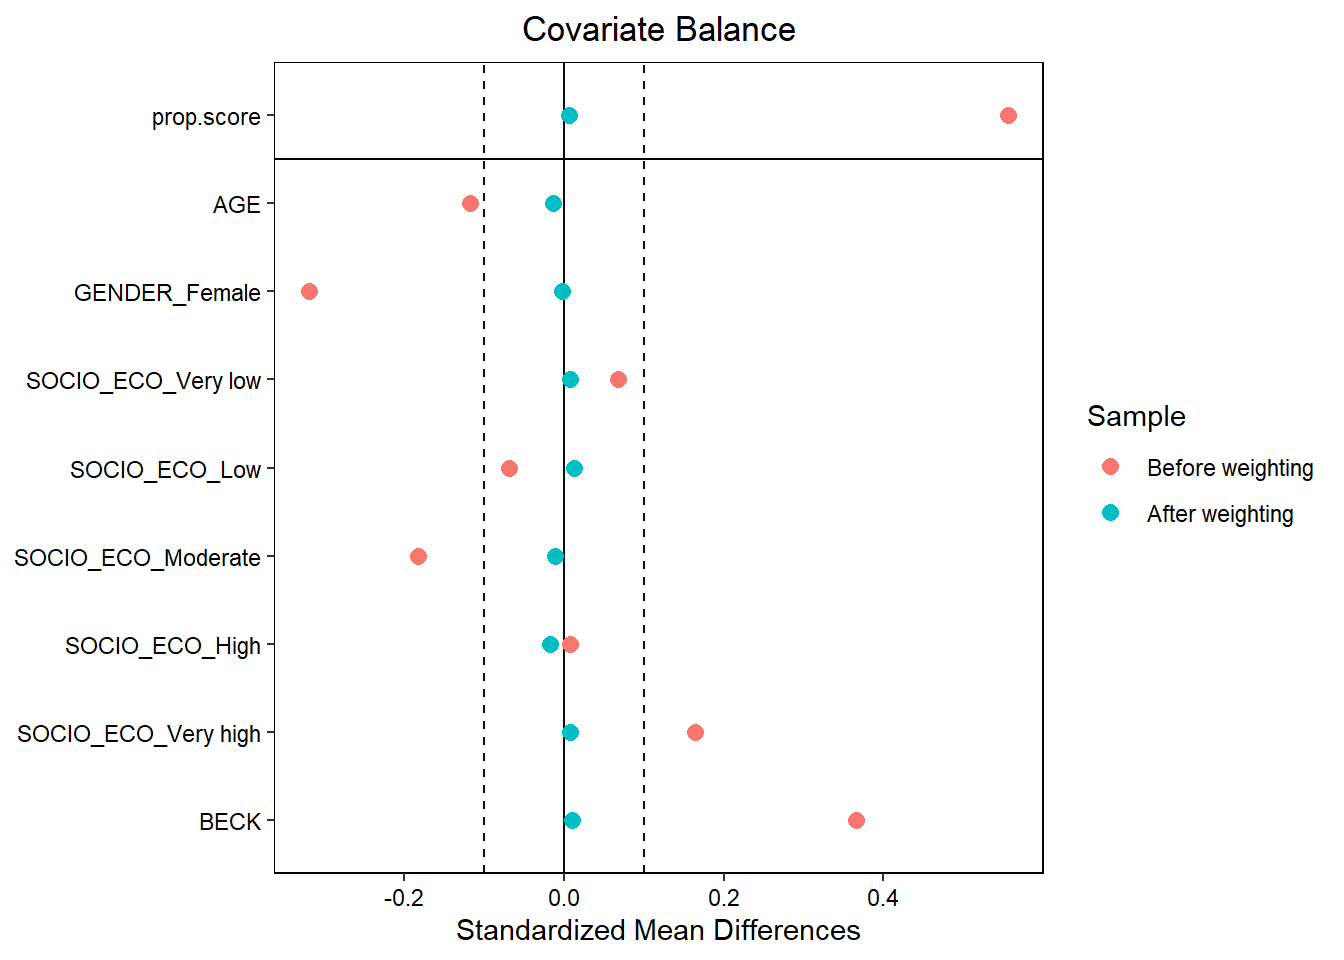 Covariate Balance
prop.score
AGE
GENDER_Female
SOCIO_ECO_Very low
SOCIO_ECO_Low
SOCIO_ECO_Moderate
SOCIO_ECO_High
SOCIO_ECO_Very high
BECK
-0.2 0.0 0.2 0.4
Standardized Mean Differences
Sample
Before weighting
After weighting